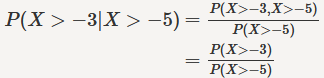 P(X > −3|X > −5) = P(X>−3,X>−5) / P(X>−5)
= P(X>−3) / P(X>−5)